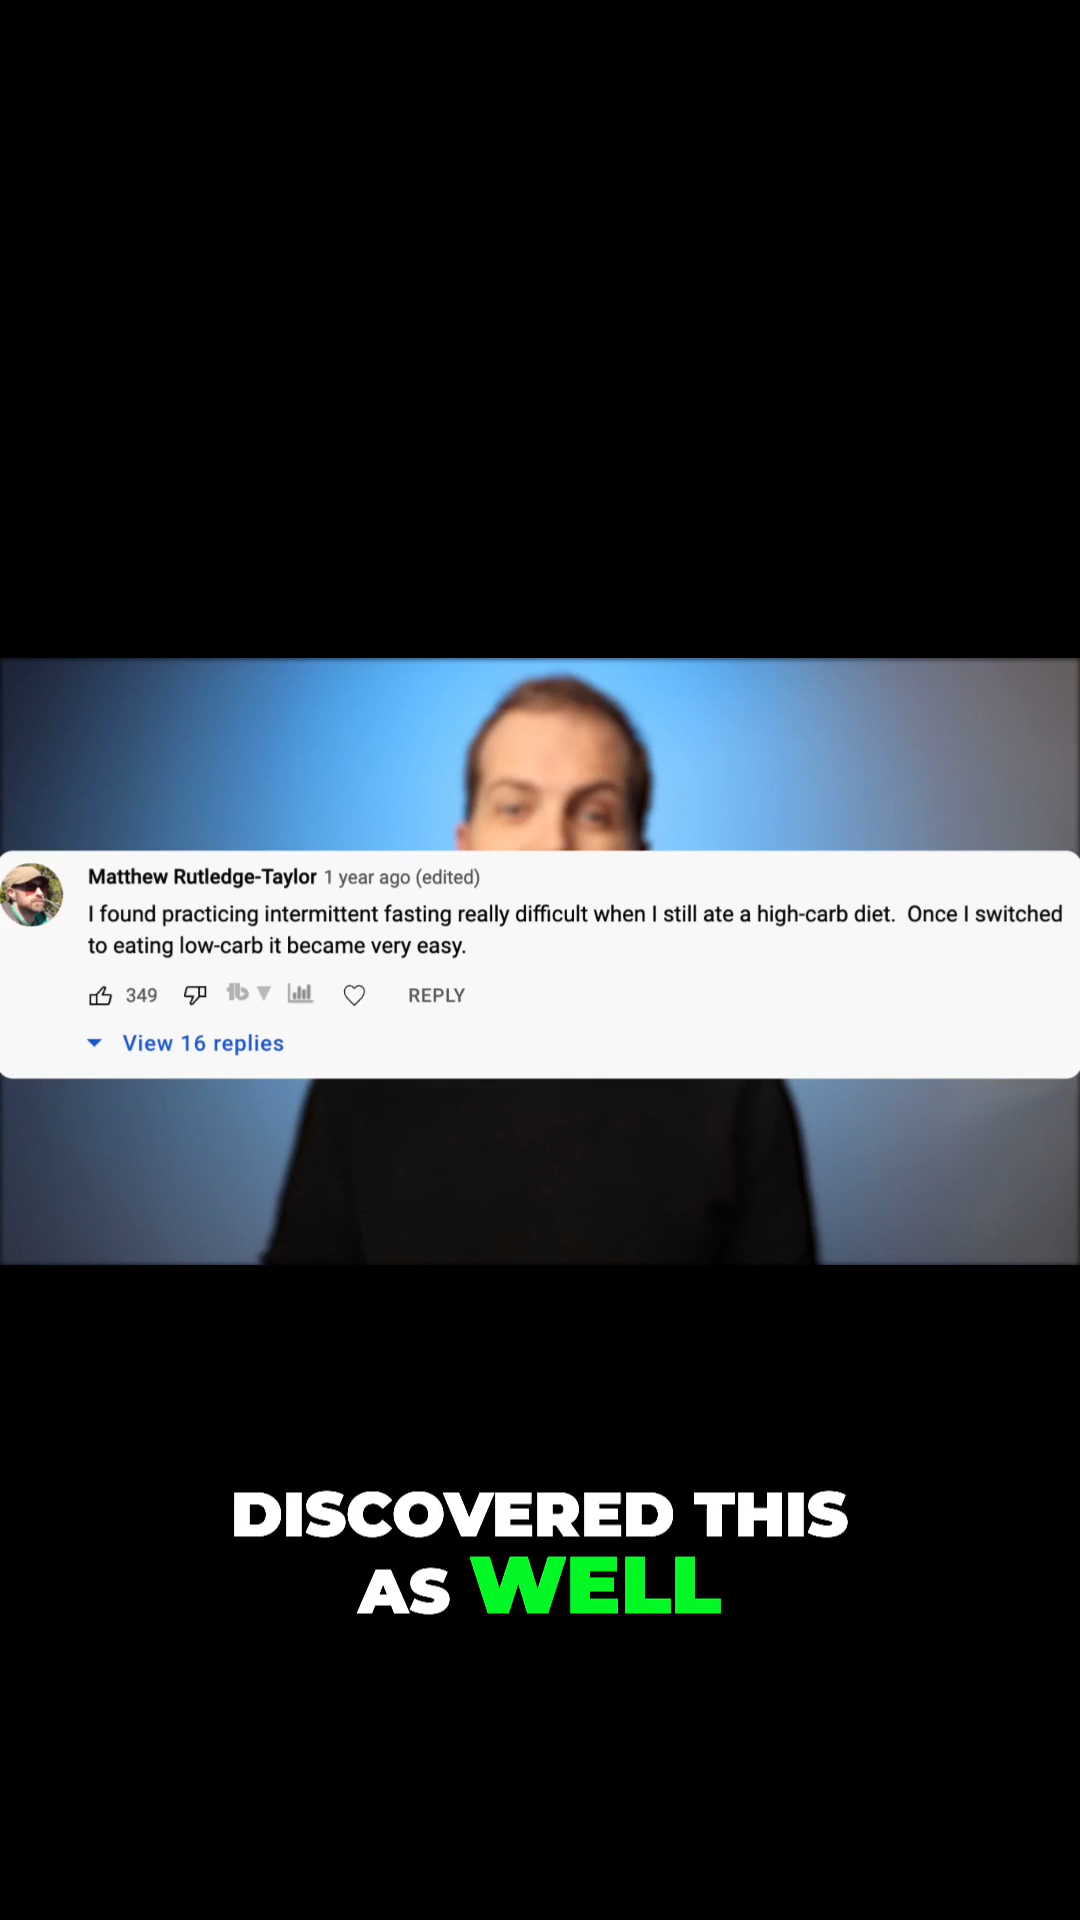 Matthew Rutledge-Taylor 1 year ago (edited)
I found practicing intermittent fasting really difficult when I still ate a high-carb diet.  Once I switched
to eating low-carb it became very easy.
349 tb REPLY
View 16 replies
DISCOVERED THIS
AS WELL